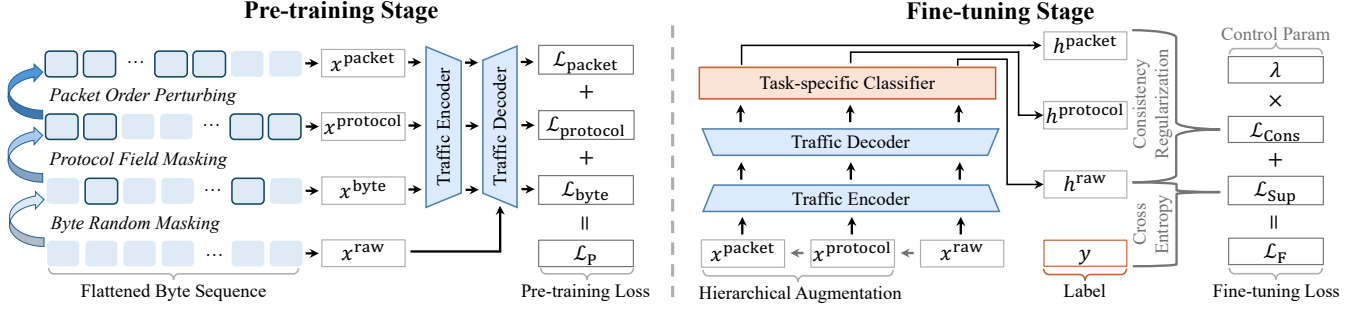 Pre-training Stage
x^packet
Packet Order Perturbing
x^protocol
Protocol Field Masking
x^byte
Byte Random Masking
x^raw
...
...
...
...
Flattened Byte Sequence
Traffic Encoder
Traffic Decoder
ℒ_packet
+
ℒ_protocol
+
ℒ_byte
=
ℒ_P
Pre-training Loss
Fine-tuning Stage
h^packet
Task-specific Classifier
h^protocol
Traffic Decoder
h^raw
Traffic Encoder
x^packet
x^protocol
x^raw
Hierarchical Augmentation
y
Label
Consistency
Regularization
Cross
Entropy
Control Param
λ
×
ℒ_Cons
+
ℒ_Sup
=
ℒ_F
Fine-tuning Loss